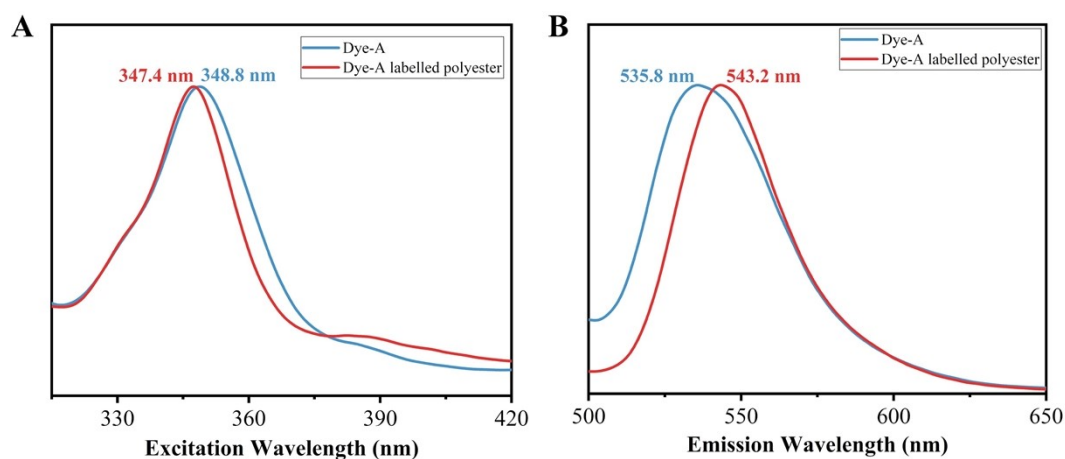 A
Dye-A
Dye-A labelled polyester
347.4 nm 348.8 nm
330 360 390 420
Excitation Wavelength (nm)
B
Dye-A
Dye-A labelled polyester
535.8 nm 543.2 nm
500 550 600 650
Emission Wavelength (nm)